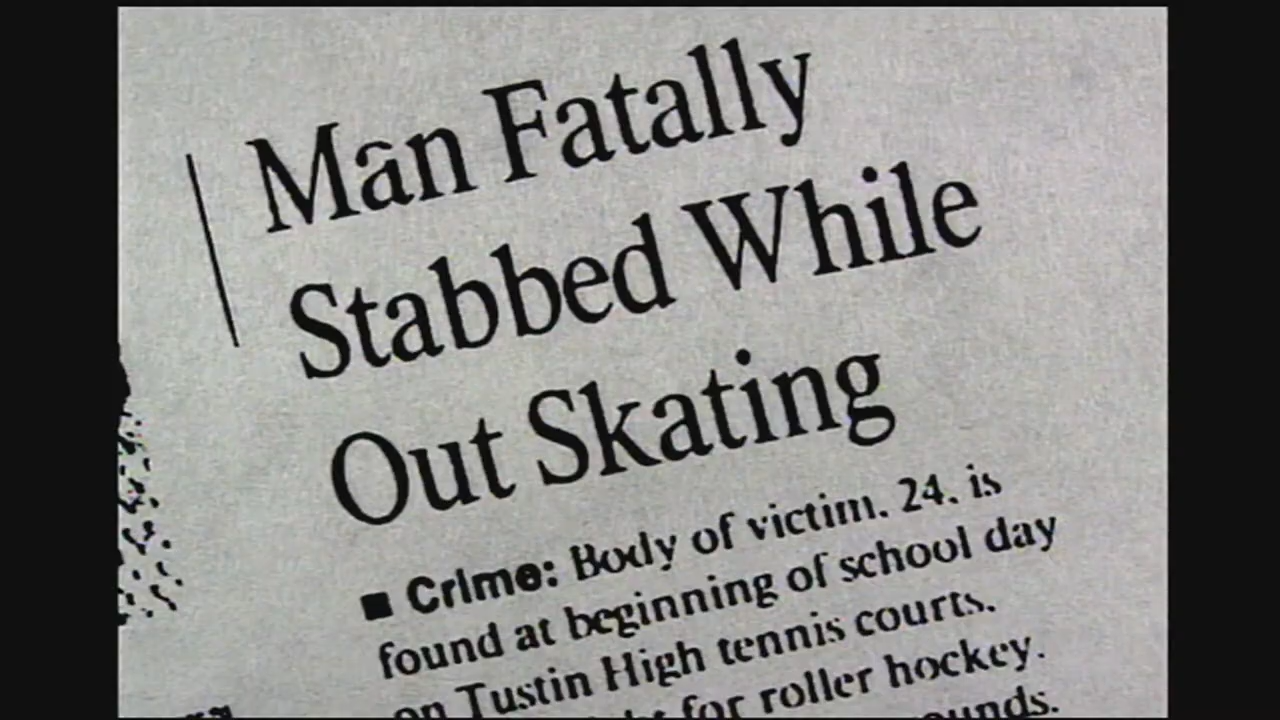 Man Fatally
Stabbed While
Out Skating
■ Crime: Body of victim, 24, is
found at beginning of school day
on Tustin High tennis courts.
for roller hockey.